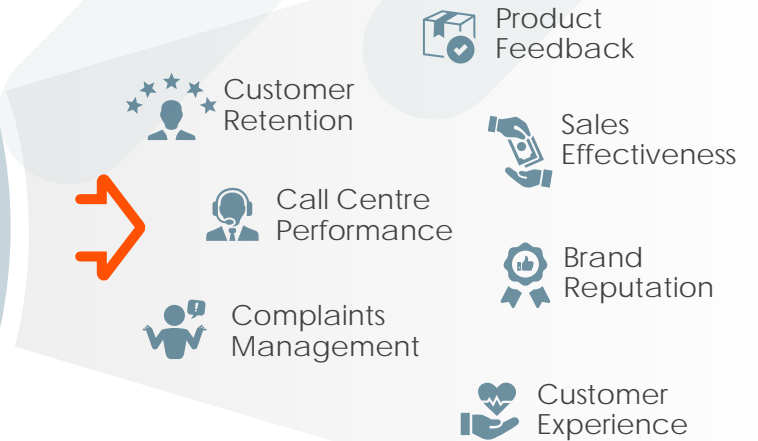 Product
Feedback
Customer
Retention
Sales
Effectiveness
Call Centre
Performance
Brand
Reputation
Complaints
Management
Customer
Experience